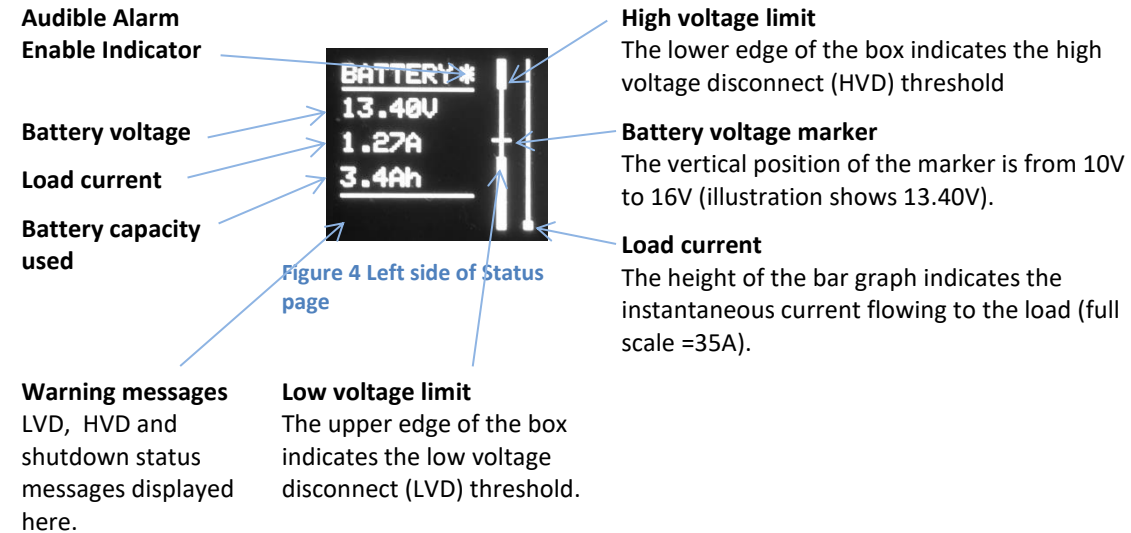 Audible Alarm
Enable Indicator
Battery voltage
Load current
Battery capacity
used
BATTERY*
13.40V
1.27A
3.4Ah
Figure 4 Left side of Status
page
High voltage limit
The lower edge of the box indicates the high
voltage disconnect (HVD) threshold
Battery voltage marker
The vertical position of the marker is from 10V
to 16V (illustration shows 13.40V).
Load current
The height of the bar graph indicates the
instantaneous current flowing to the load (full
scale =35A).
Warning messages
LVD, HVD and
shutdown status
messages displayed
here.
Low voltage limit
The upper edge of the box
indicates the low voltage
disconnect (LVD) threshold.